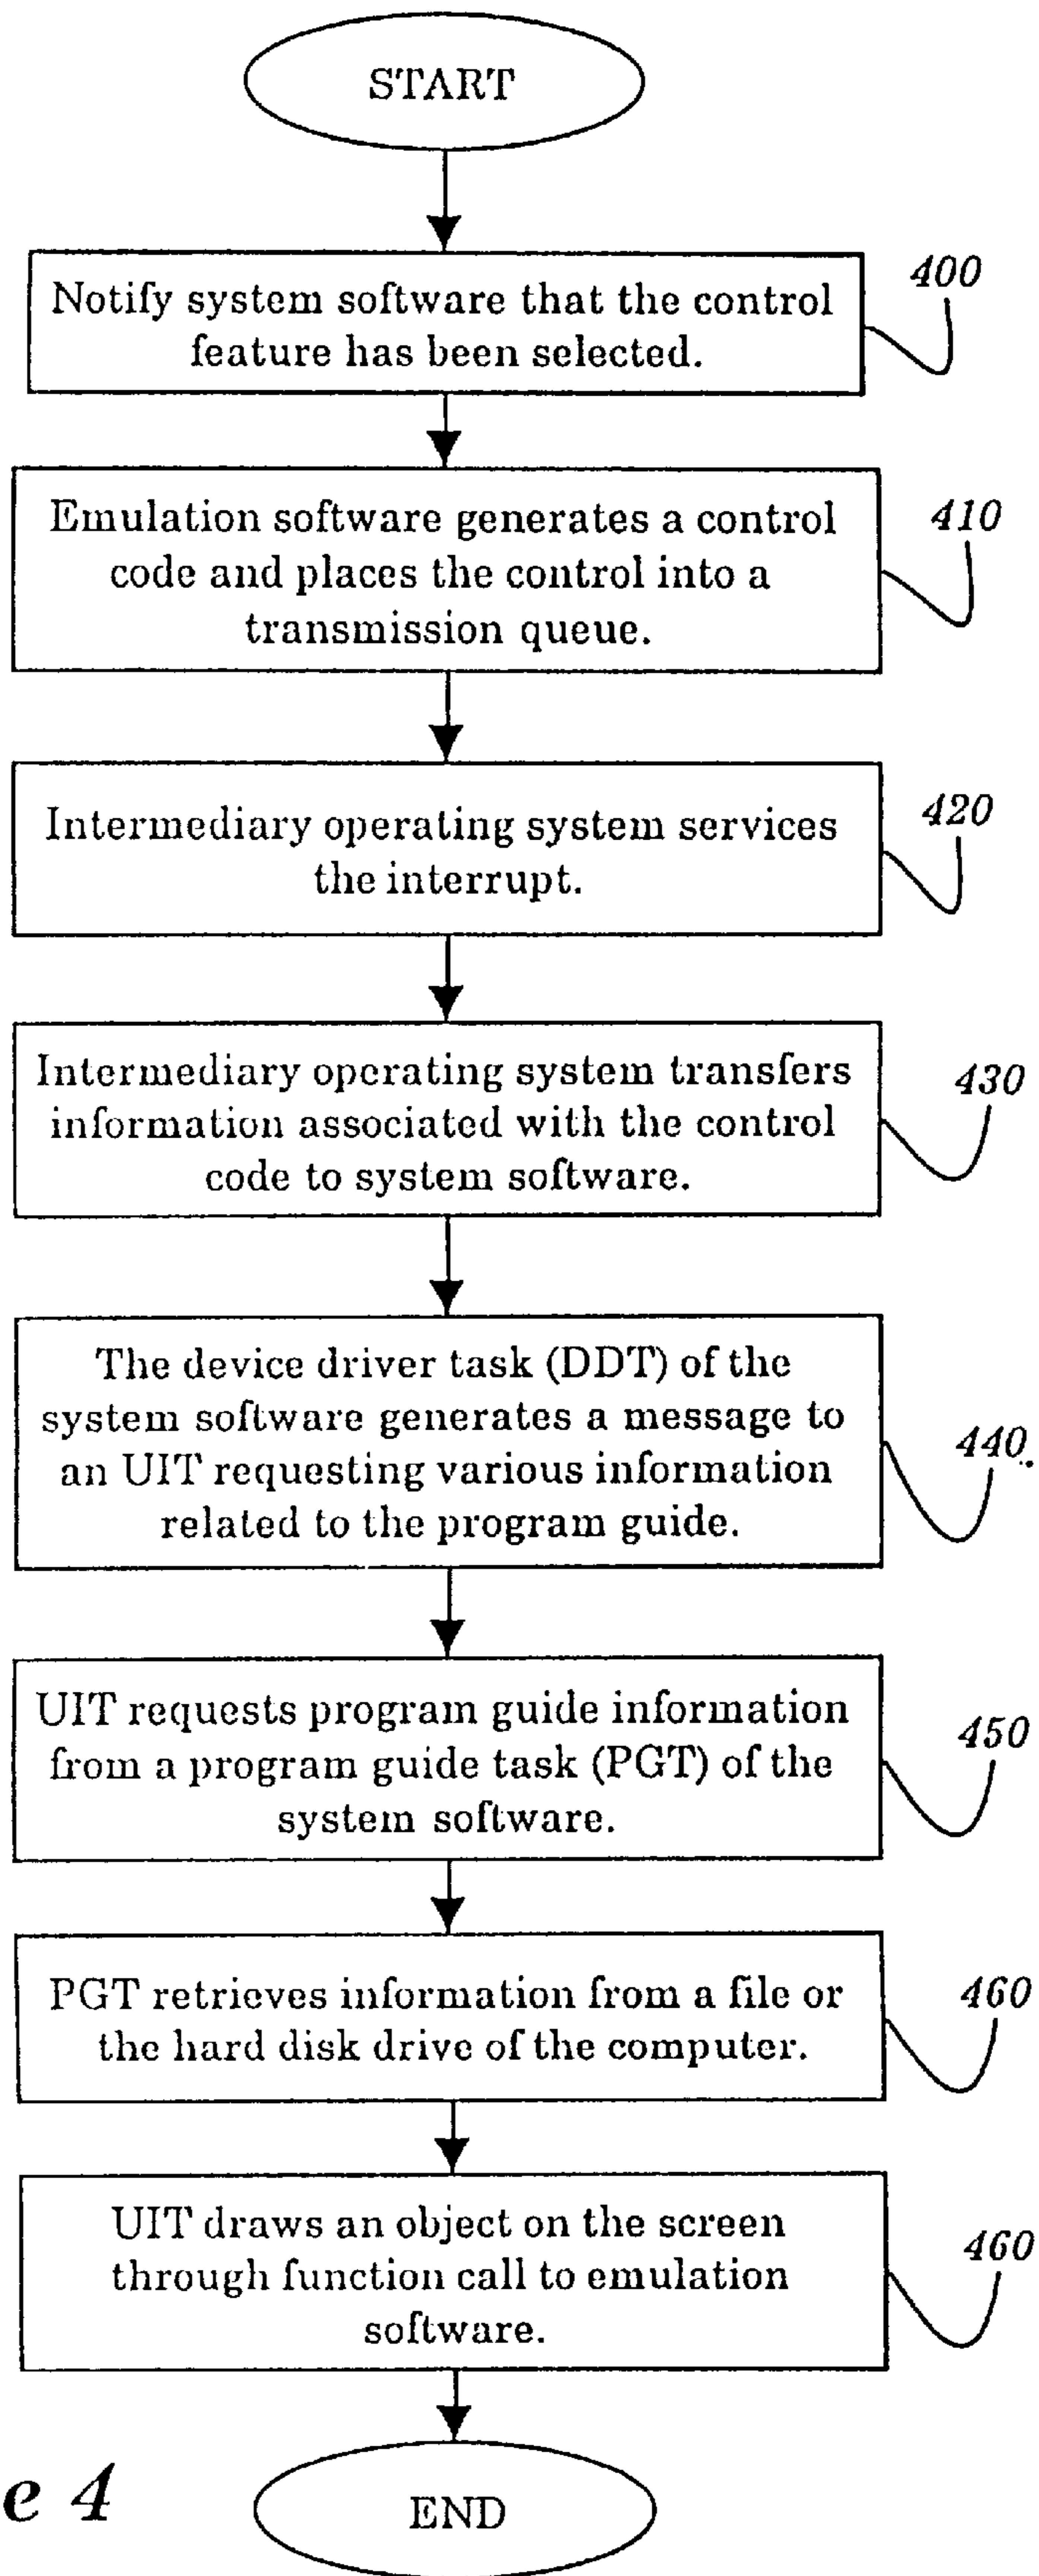 START
Notify system software that the control
feature has been selected.
400
Emulation software generates a control
code and places the control into a
transmission queue.
410
Intermediary operating system services
the interrupt.
420
Intermediary operating system transfers
information associated with the control
code to system software.
430
The device driver task (DDT) of the
system software generates a message to
an UIT requesting various information
related to the program guide.
440
UIT requests program guide information
from a program guide task (PGT) of the
system software.
450
PGT retrieves information from a file or
the hard disk drive of the computer.
460
UIT draws an object on the screen
through function call to emulation
software.
460
END
e 4